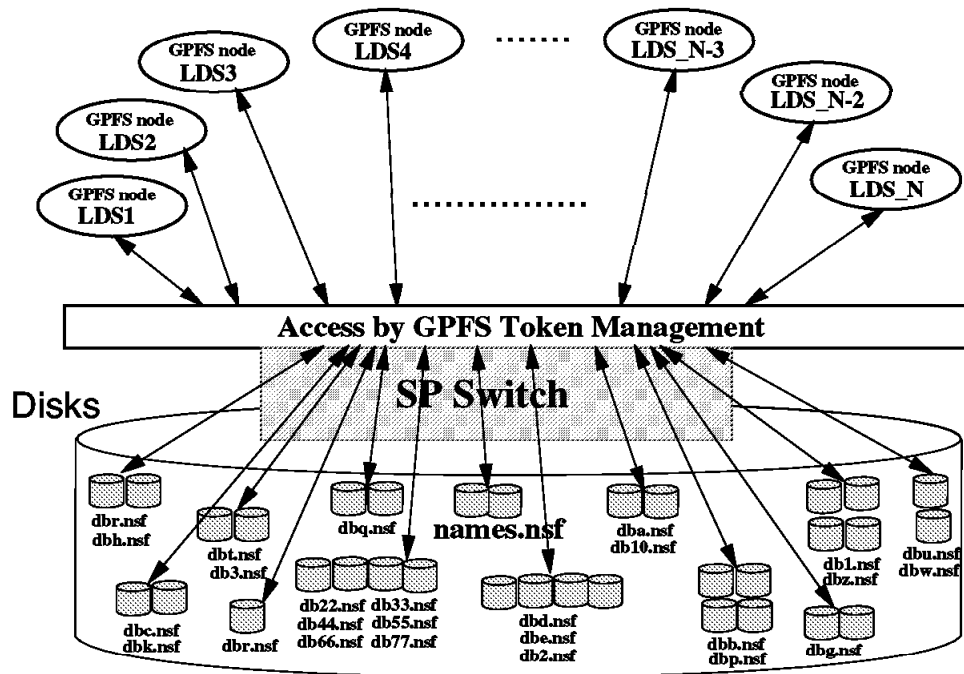 GPFS node
LDS4
GPFS node
LDS_N-3
GPFS node
LDS3
GPFS node
LDS_N-2
GPFS node
LDS2
GPFS node
LDS_N
GPFS node
LDS1
Access by GPFS Token Management
SP Switch
Disks
dbr.nsf
dbh.nsf
dbt.nsf
db3.nsf
dbq.nsf
names.nsf
dba.nsf
db10.nsf
db1.nsf
dbz.nsf
dbu.nsf
dbw.nsf
dbc.nsf
dbk.nsf
dbr.nsf
db22.nsf db33.nsf
db44.nsf db55.nsf
db66.nsf db77.nsf
dbd.nsf
dbe.nsf
db2.nsf
dbb.nsf
dbp.nsf
dbg.nsf